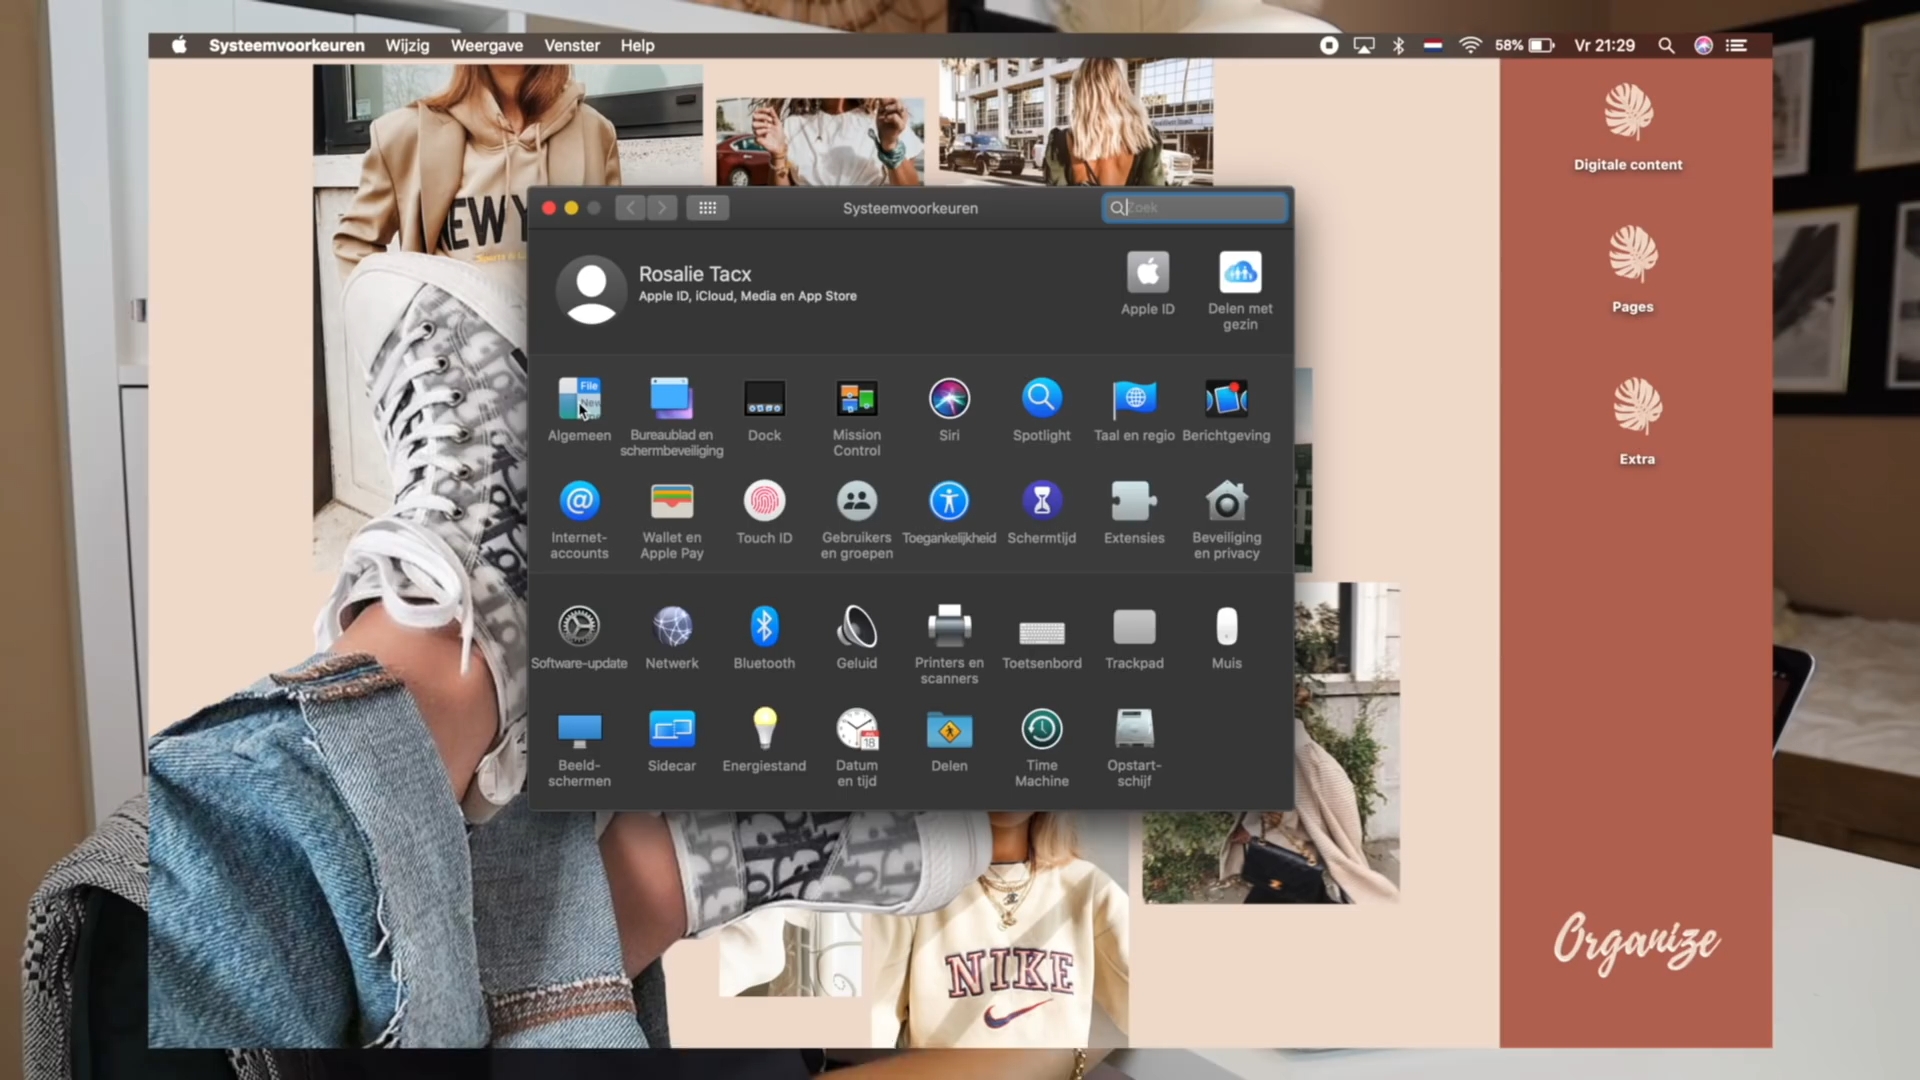 Systeemvoorkeuren Wijzig Weergave Venster Help 58% Vr 21:29
Digitale content
Pages
Extra
Organize
NEW Y
Systeemvoorkeuren
Zoek
Rosalie Tacx
Apple ID, iCloud, Media en App Store
Apple ID
Delen met
gezin
File
New
Algemeen
Bureaublad en
schermbeveiliging
Dock
Mission
Control
Siri
Spotlight
Taal en regio
Berichtgeving
Internet-
accounts
Wallet en
Apple Pay
Touch ID
Gebruikers
en groepen
Toegankelijkheid
Schermtijd
Extensies
Beveiliging
en privacy
Software-update
Netwerk
Bluetooth
Geluid
Printers en
scanners
Toetsenbord
Trackpad
Muis
Beeld-
schermen
Sidecar
Energiestand
Datum
en tijd
18
Delen
Time
Machine
Opstart-
schijf
NIKE